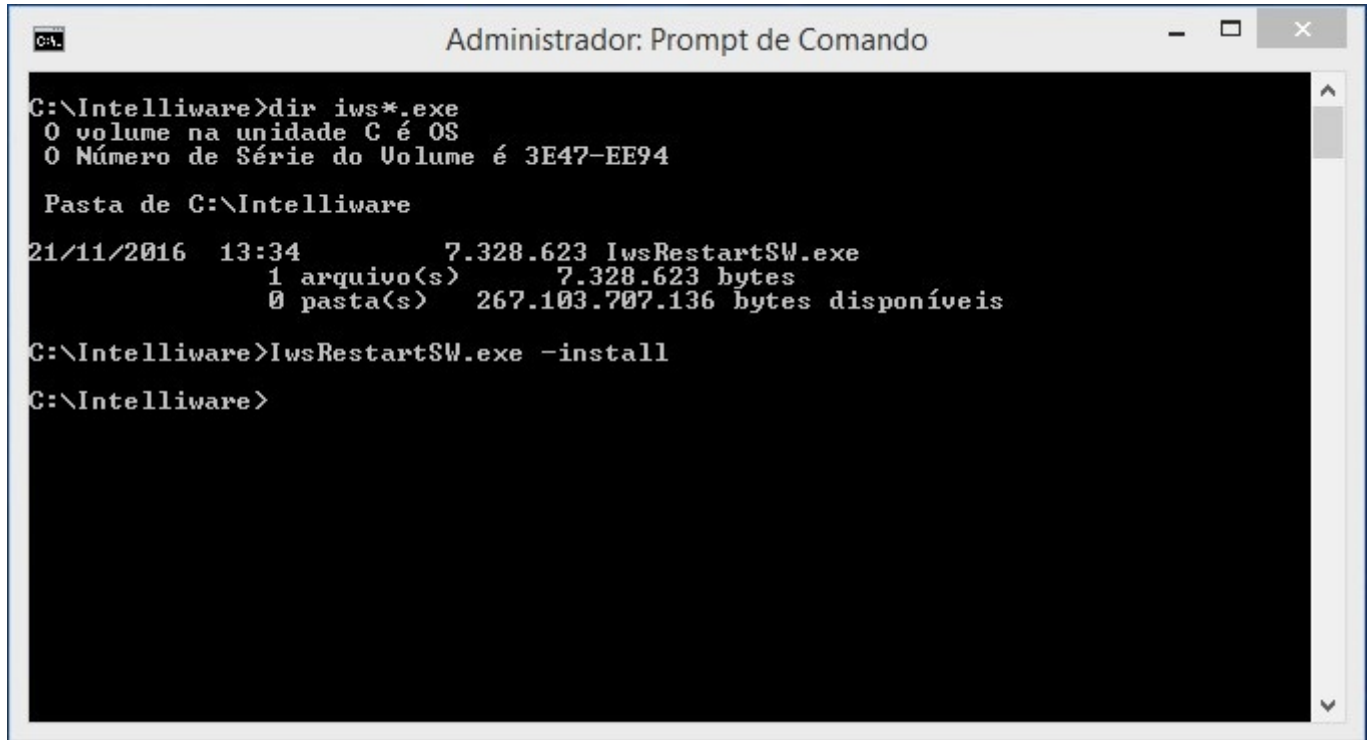 Administrador: Prompt de Comando
C:\Intelliware>dir iws*.exe
O volume na unidade C é OS
O Número de Série do Volume é 3E47-EE94
Pasta de C:\Intelliware
21/11/2016  13:34         7.328.623 IwsRestartSW.exe
1 arquivo(s)      7.328.623 bytes
0 pasta(s)   267.103.707.136 bytes disponíveis
C:\Intelliware>IwsRestartSW.exe -install
C:\Intelliware>